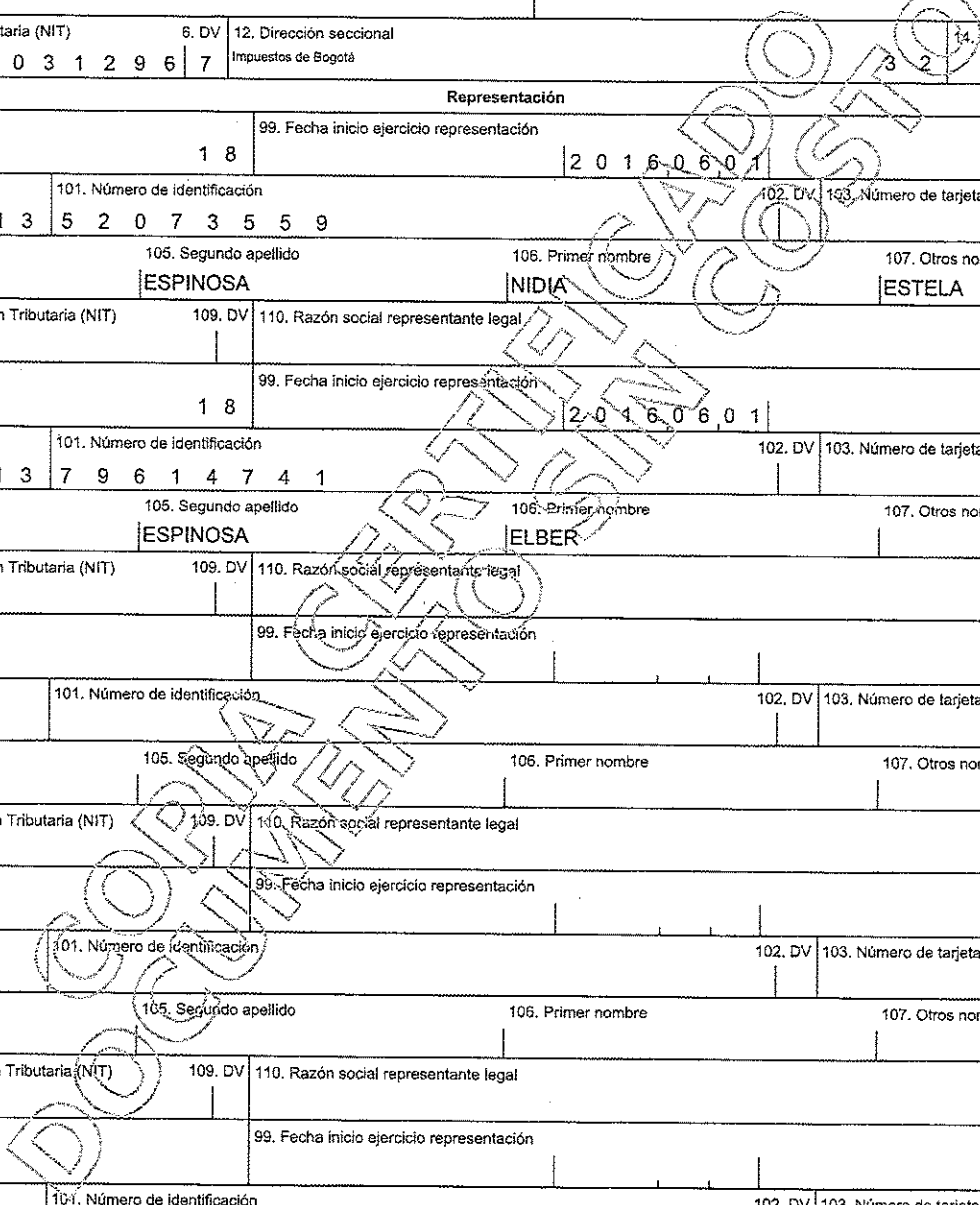 taria (NIT) 6. DV 12. Dirección seccional 14.
0 3 1 2 9 6 7 Impuestos de Bogotá 3 2
Representación
99. Fecha inicio ejercicio representación
1 8 2 0 1 6 0 6 0 1
101. Número de identificación 102. DV 103. Número de tarjeta
1 3 5 2 0 7 3 5 5 9
105. Segundo apellido 106. Primer nombre 107. Otros no
ESPINOSA NIDIA ESTELA
n Tributaria (NIT) 109. DV 110. Razón social representante legal
99. Fecha inicio ejercicio representación
1 8 2 0 1 6 0 6 0 1
101. Número de identificación 102. DV 103. Número de tarjeta
1 3 7 9 6 1 4 7 4 1
105. Segundo apellido 106. Primer nombre 107. Otros no
ESPINOSA ELBER
n Tributaria (NIT) 109. DV 110. Razón social representante legal
99. Fecha inicio ejercicio representación
101. Número de identificación 102. DV 103. Número de tarjeta
105. Segundo apellido 106. Primer nombre 107. Otros no
n Tributaria (NIT) 109. DV 110. Razón social representante legal
99. Fecha inicio ejercicio representación
101. Número de identificación 102. DV 103. Número de tarjeta
105. Segundo apellido 106. Primer nombre 107. Otros no
Tributaria (NIT) 109. DV 110. Razón social representante legal
99. Fecha inicio ejercicio representación
101. Número de identificación 102. DV 103. Número de tarjeta
COPIA CERTIFICADO
DOCUMENTO SIN COSTO